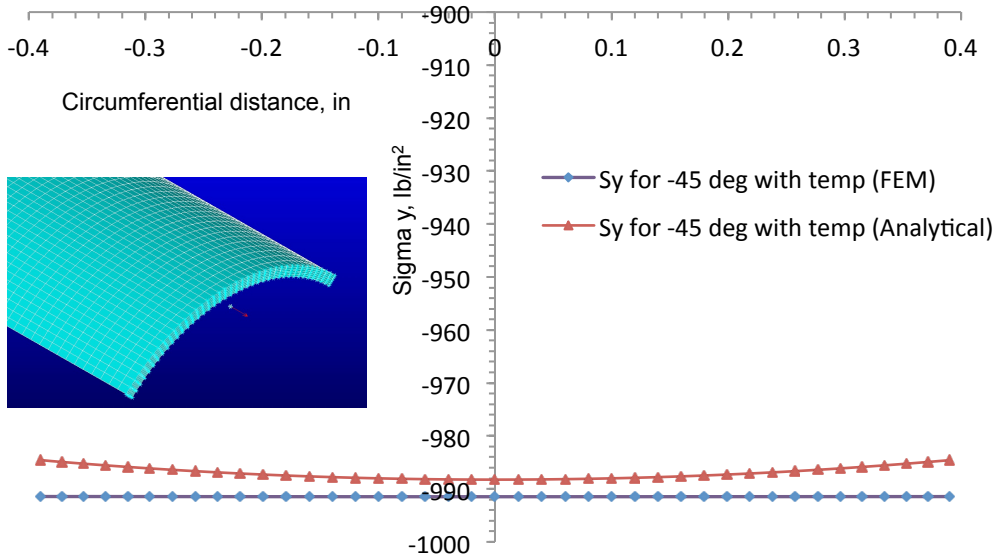 -900
-0.4 -0.3 -0.2 -0.1 0 0.1 0.2 0.3 0.4
-910
Circumferential distance, in
-920
-930
Sy for -45 deg with temp (FEM)
-940
Sy for -45 deg with temp (Analytical)
Sigma y, lb/in²
-950
-960
-970
-980
-990
-1000